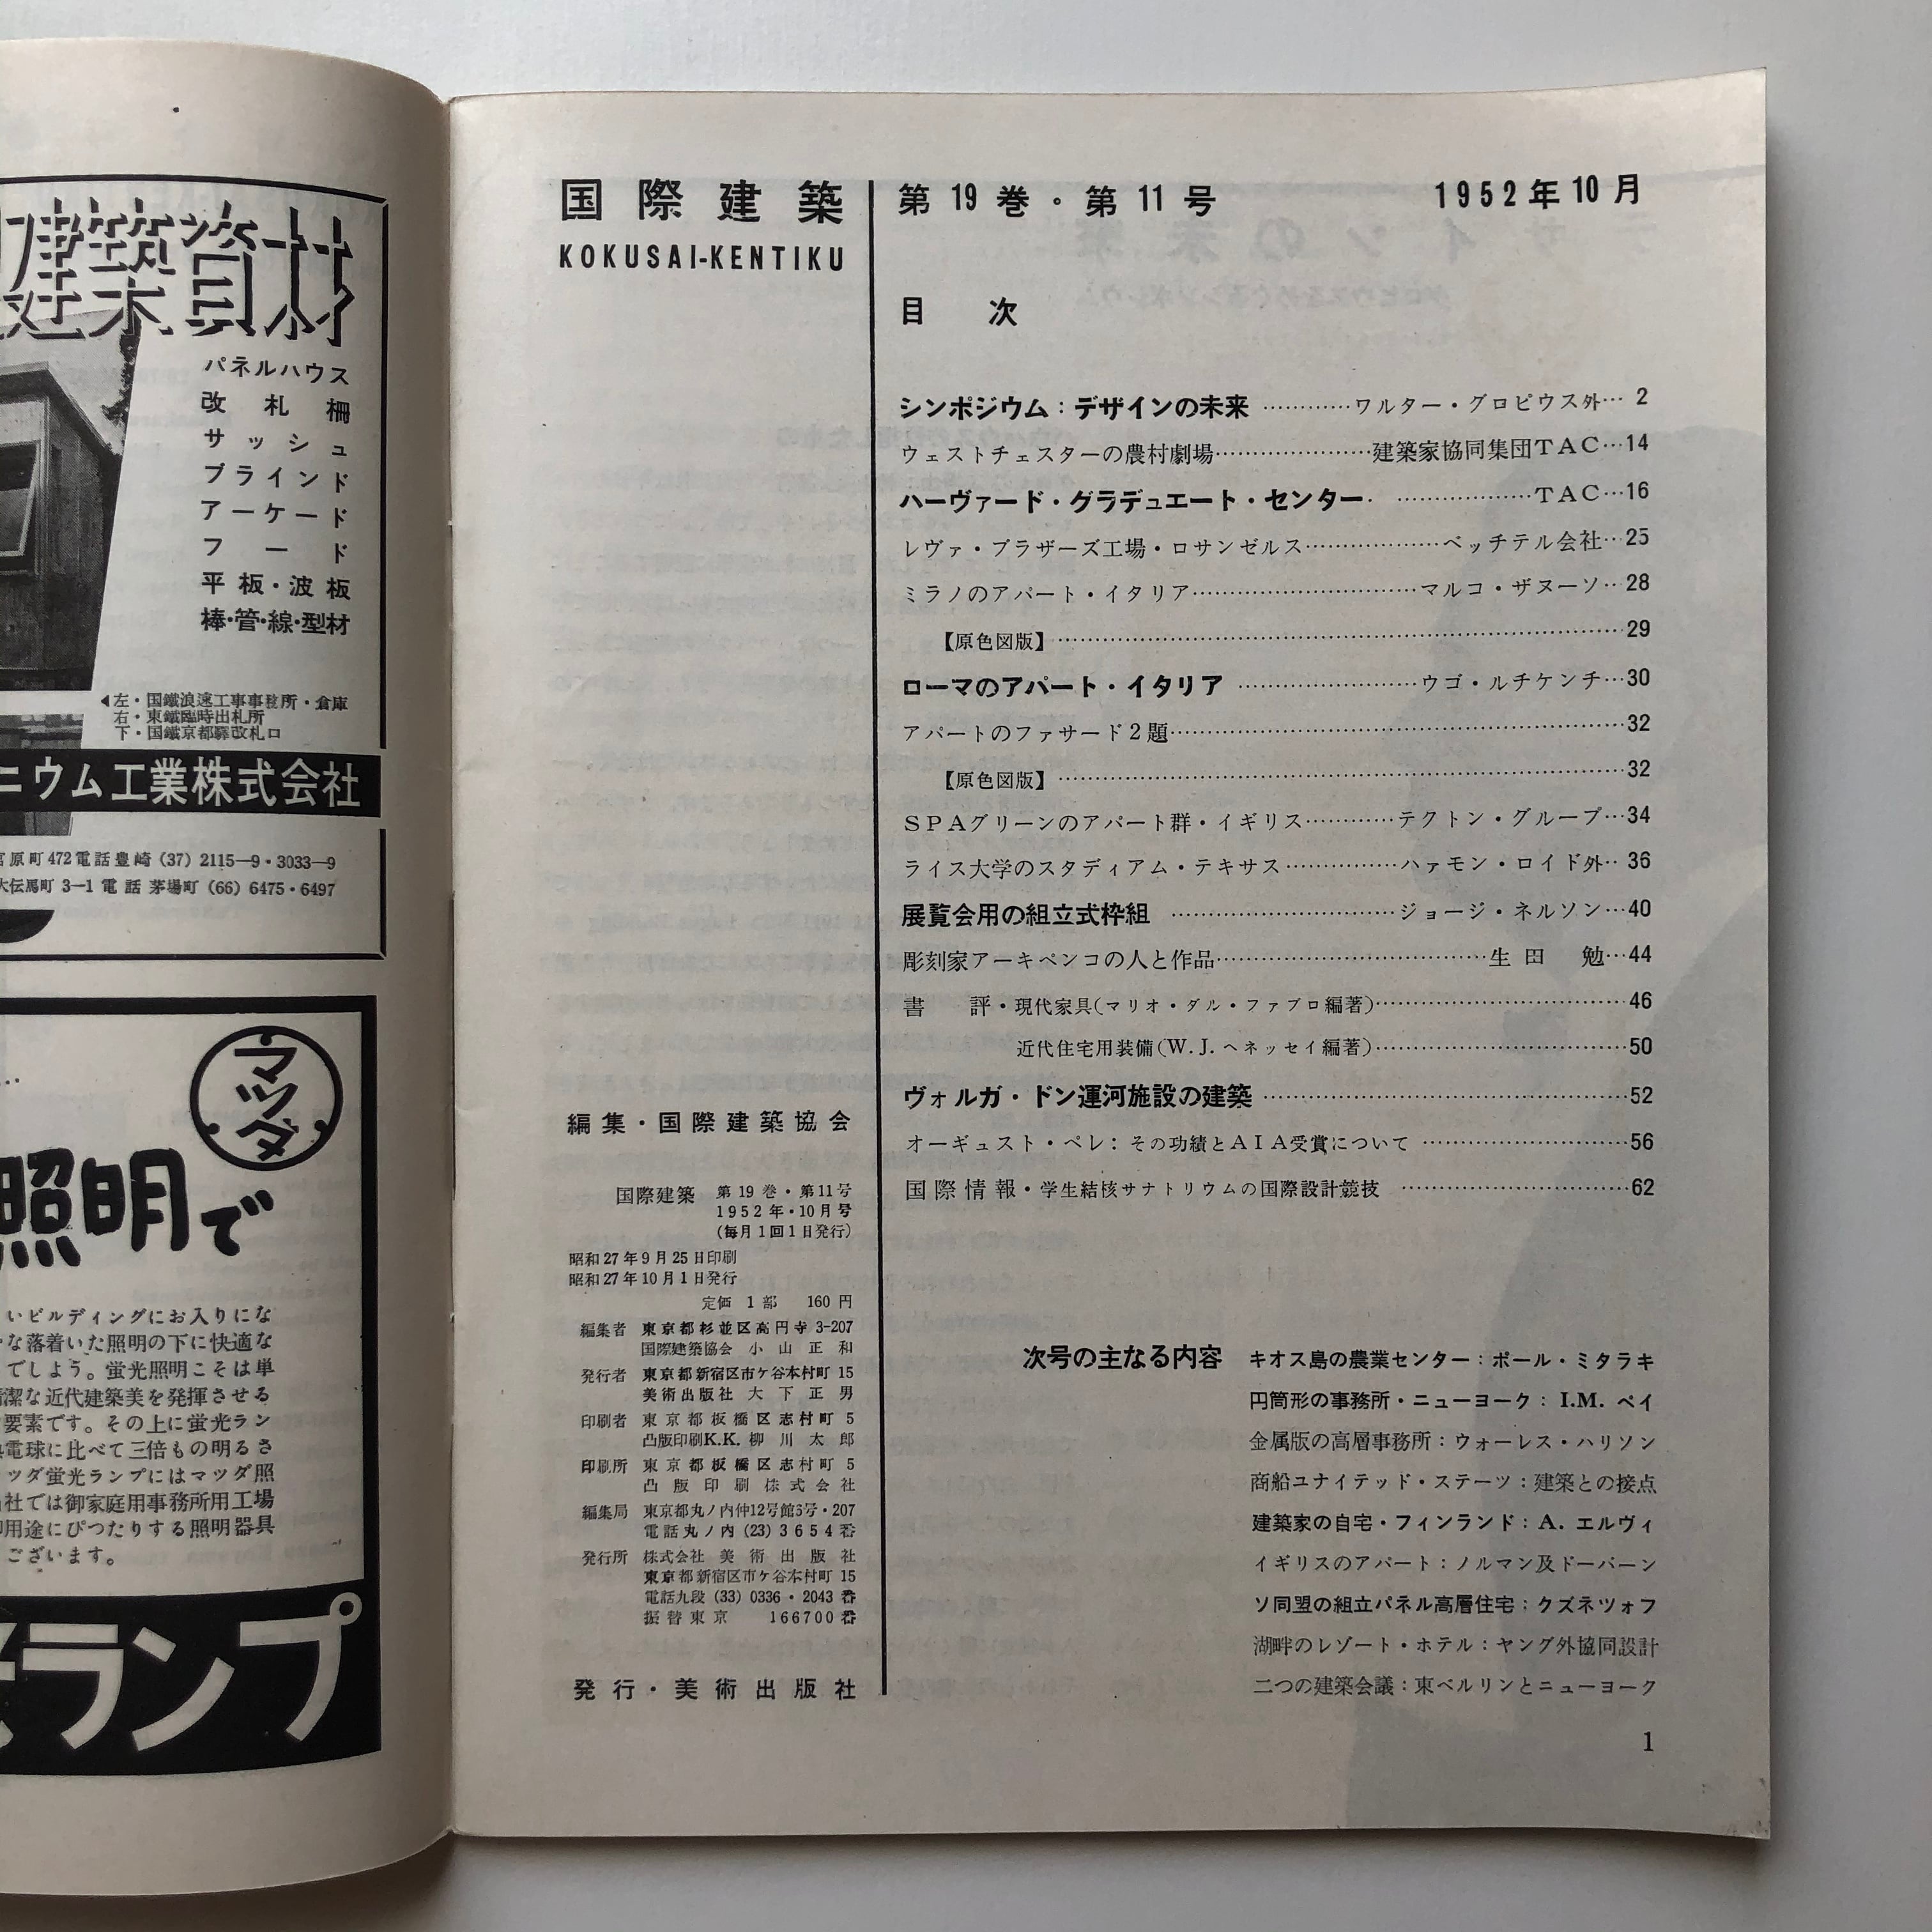 建築資材
パネルハウス
改札柵
サッシュ
ブラインド
アーケード
フード
平板・波板
棒・管・線・型材
◀左・国鐵浪速工事事務所・倉庫
右・東鐵臨時出札所
下・国鐵京都驛改札口
ニウム工業株式会社
原町472電話豊崎(37)2115—9・3033—9
大伝馬町3—1電話茅場町(66)6475・6497
マツダ
照明で
いビルディングにお入りにな
な落着いた照明の下に快適な
でしよう。蛍光照明こそは単
潔な近代建築美を発揮させる
要素です。その上に蛍光ラン
電球に比べて三倍もの明るさ
ツダ蛍光ランプにはマツダ照
社では御家庭用事務所用工場
用途にぴつたりする照明器具
ございます。
ランプ
国際建築
KOKUSAI-KENTIKU
第19巻・第11号 1952年10月
目次
シンポジウム:デザインの未来…………ワルター・グロピウス外…2
ウェストチェスターの農村劇場…………………建築家協同集団TAC…14
ハーヴァード・グラデュエート・センター………………TAC…16
レヴァ・ブラザーズ工場・ロサンゼルス………………ベッチテル会社…25
ミラノのアパート・イタリア…………………………マルコ・ザヌーソ…28
【原色図版】…………………………………………………29
ローマのアパート・イタリア……………………ウゴ・ルチケンチ…30
アパートのファサード2題……………………………………………32
【原色図版】…………………………………………………32
SPAグリーンのアパート群・イギリス…………テクトン・グループ…34
ライス大学のスタディアム・テキサス……………ハァモン・ロイド外…36
展覧会用の組立式枠組…………………………ジョージ・ネルソン…40
彫刻家アーキペンコの人と作品………………………………生田 勉…44
書 評・現代家具(マリオ・ダル・ファブロ編著)……………………………46
近代住宅用装備(W.J.ヘネッセイ編著)……………………………50
ヴォルガ・ドン運河施設の建築……………………………………52
オーギュスト・ペレ:その功績とAIA受賞について………………………56
国際情報・学生結核サナトリウムの国際設計競技…………………………62
編集・国際建築協会
国際建築 第19巻・第11号
1952年・10月号
(毎月1回1日発行)
昭和27年9月25日印刷
昭和27年10月1日発行
定価 1部 160円
編集者 東京都杉並区高円寺3-207
国際建築協会 小山正和
発行者 東京都新宿区市ケ谷本村町15
美術出版社 大下正男
印刷者 東京都板橋区志村町5
凸版印刷K.K. 柳川太郎
印刷所 東京都板橋区志村町5
凸版印刷株式会社
編集局 東京都丸ノ内仲12号館6号・207
電話丸ノ内(23)3654番
発行所 株式会社 美術出版社
東京都新宿区市ケ谷本村町15
電話九段(33)0336・2043番
振替東京 166700番
発行・美術出版社
次号の主なる内容 キオス島の農業センター:ポール・ミタラキ
円筒形の事務所・ニューヨーク:I.M.ペイ
金属版の高層事務所:ウォーレス・ハリソン
商船ユナイテッド・ステーツ:建築との接点
建築家の自宅・フィンランド:A.エルヴィ
イギリスのアパート:ノルマン及ドーバーン
ソ同盟の組立パネル高層住宅:クズネツォフ
湖畔のレゾート・ホテル:ヤング外協同設計
二つの建築会議:東ベルリンとニューヨーク
1